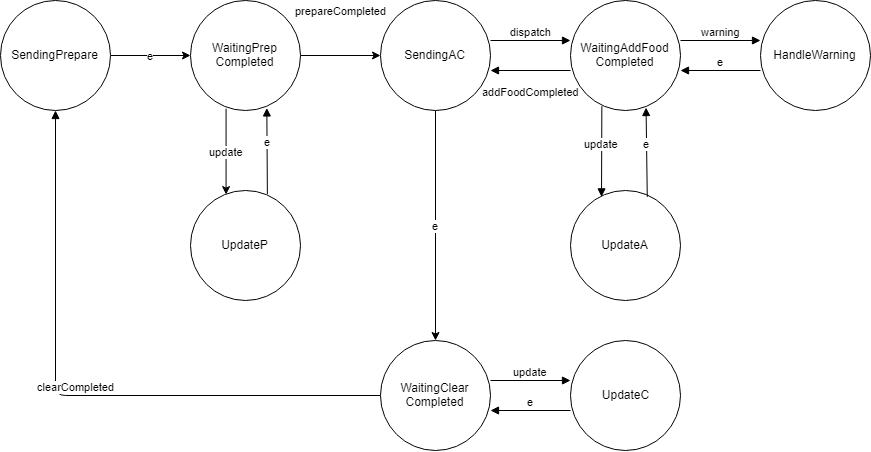 prepareCompleted
SendingPrepare
e
WaitingPrep
Completed
SendingAC
dispatch
addFoodCompleted
WaitingAddFood
Completed
warning
e
HandleWarning
update
e
update
e
UpdateP
UpdateA
e
clearCompleted
WaitingClear
Completed
update
e
UpdateC